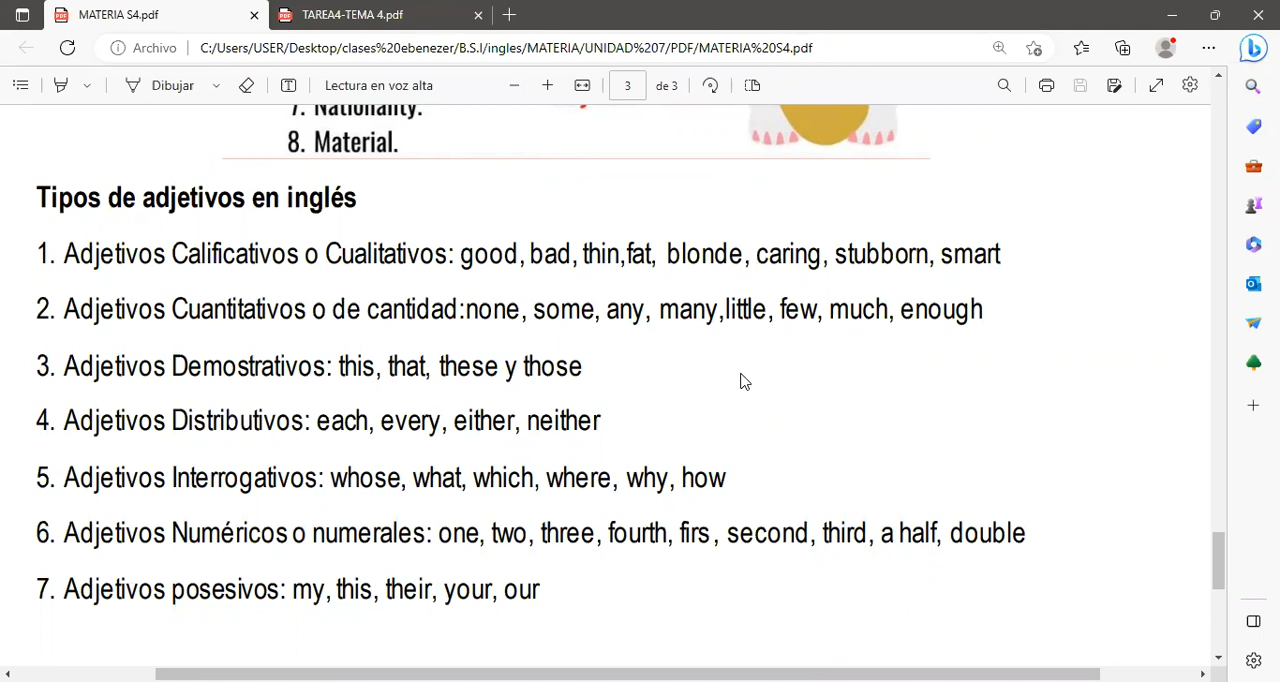 MATERIA S4.pdf
TAREA4-TEMA 4.pdf
Archivo
C:/Users/USER/Desktop/clases%20ebenezer/B.S.I/ingles/MATERIA/UNIDAD%207/PDF/MATERIA%20S4.pdf
Dibujar
Lectura en voz alta
3
de 3
7. Nationality.
8. Material.
Tipos de adjetivos en inglés
1. Adjetivos Calificativos o Cualitativos: good, bad, thin,fat, blonde, caring, stubborn, smart
2. Adjetivos Cuantitativos o de cantidad:none, some, any, many,little, few, much, enough
3. Adjetivos Demostrativos: this, that, these y those
4. Adjetivos Distributivos: each, every, either, neither
5. Adjetivos Interrogativos: whose, what, which, where, why, how
6. Adjetivos Numéricos o numerales: one, two, three, fourth, firs, second, third, a half, double
7. Adjetivos posesivos: my, this, their, your, our